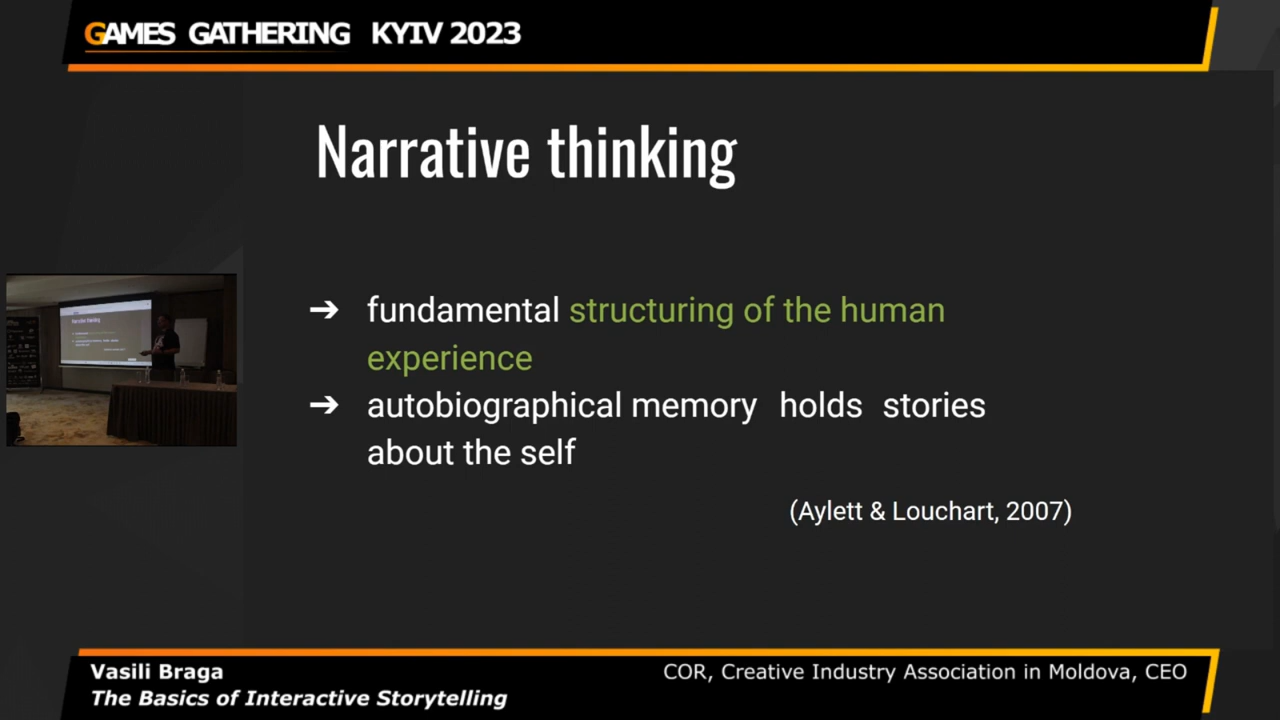 GAMES GATHERING KYIV 2023
Narrative thinking
➔ fundamental structuring of the human
experience
➔ autobiographical memory holds stories
about the self
(Aylett & Louchart, 2007)
Vasili Braga
COR, Creative Industry Association in Moldova, CEO
The Basics of Interactive Storytelling